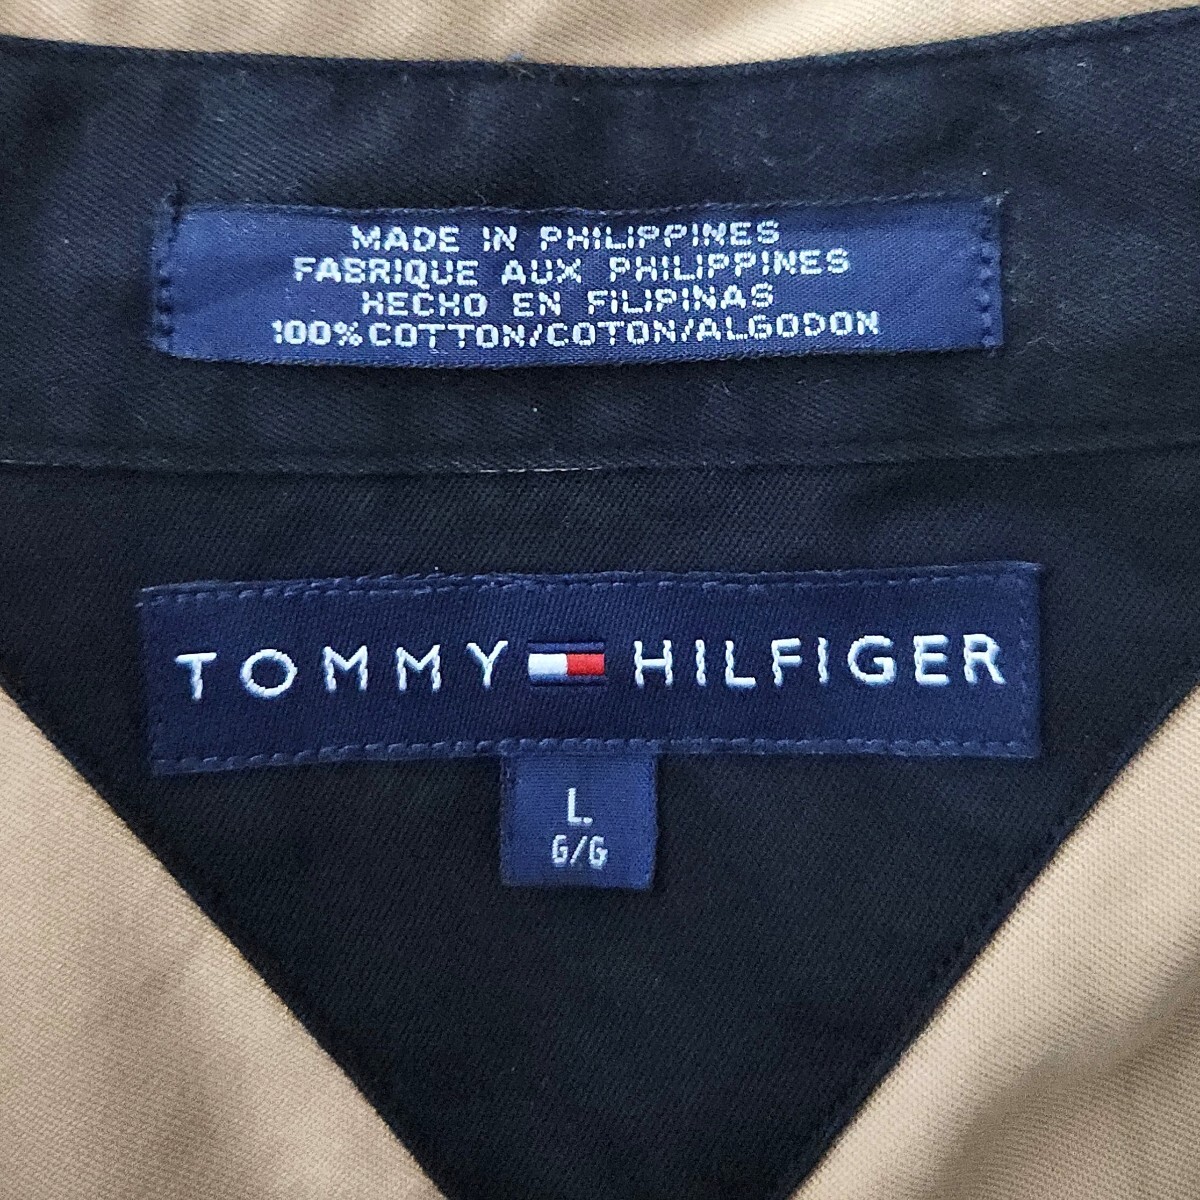 MADE IN PHILIPPINES
FABRIQUE AUX PHILIPPINES
HECHO EN FILIPINAS
100% COTTON/COTON/ALGODON
TOMMY HILFIGER
L.
G/G